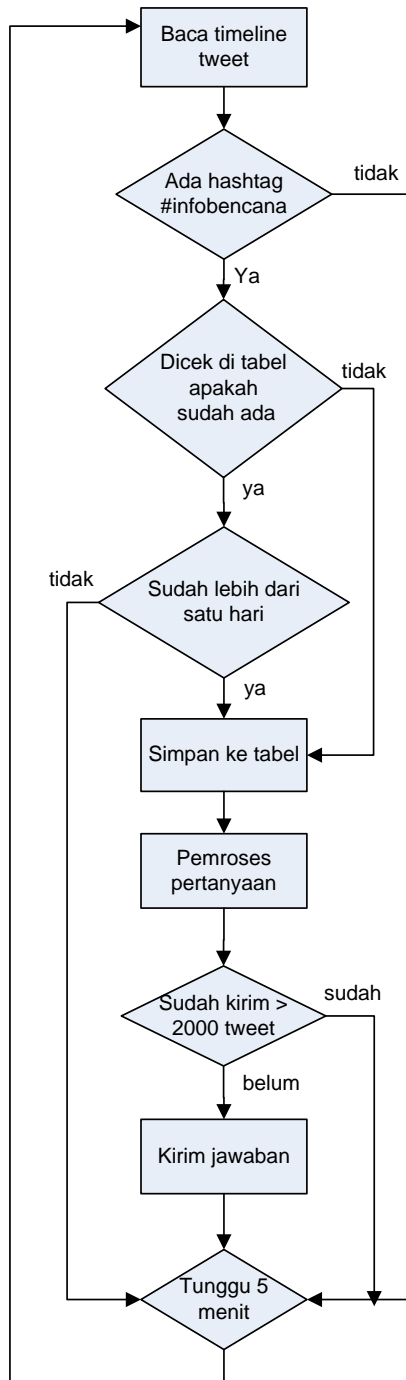 Baca timeline
tweet
Ada hashtag
#infobencana
tidak
Ya
Dicek di tabel
apakah
sudah ada
tidak
ya
tidak
Sudah lebih dari
satu hari
ya
Simpan ke tabel
Pemroses
pertanyaan
Sudah kirim >
2000 tweet
sudah
belum
Kirim jawaban
Tunggu 5
menit